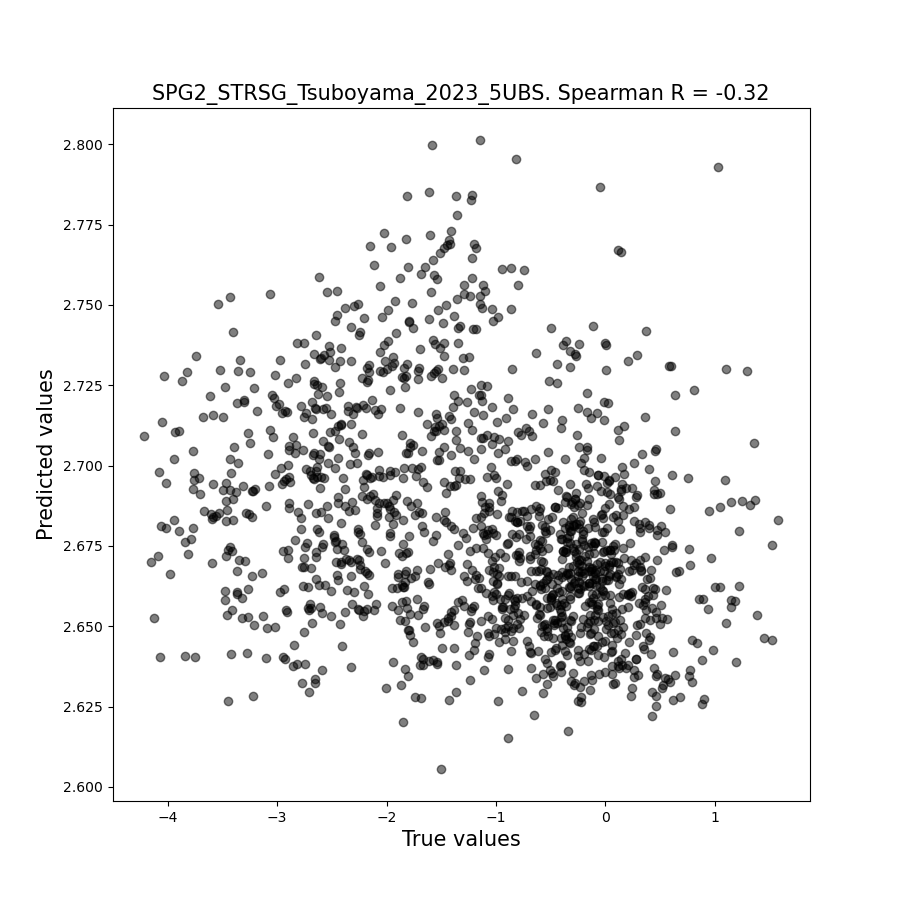 SPG2_STRSG_Tsuboyama_2023_5UBS. Spearman R = -0.32
2.800
2.775
2.750
2.725
2.700
2.675
2.650
2.625
2.600
Predicted values
−4 −3 −2 −1 0 1
True values